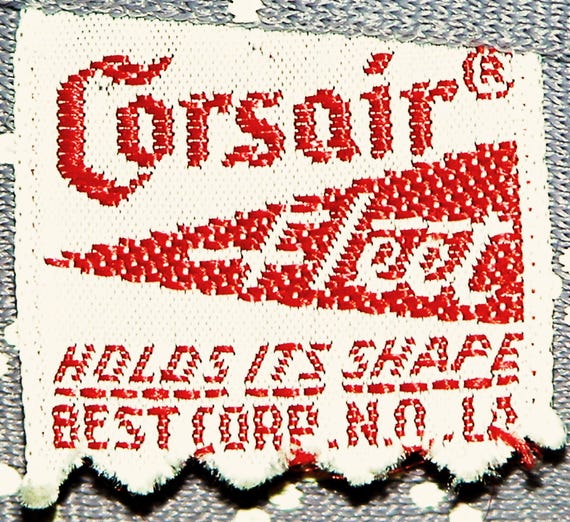 Corsair®
Fleet
HOLDS ITS SHAPE
BEST CORP. N.O., LA